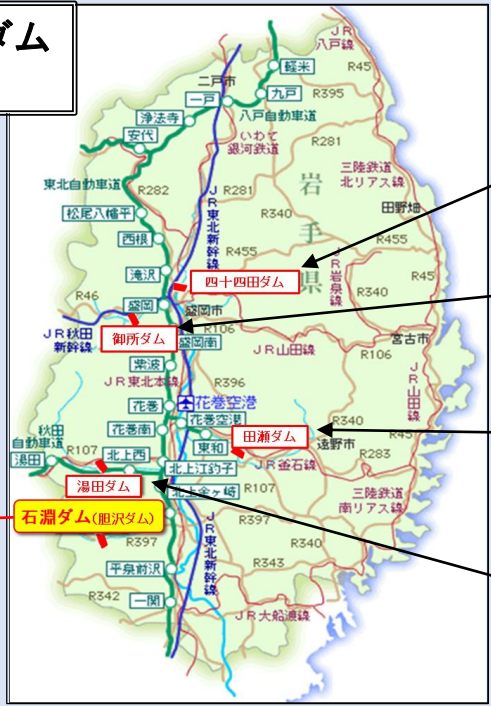 ダム
JR
八戸線
軽米
R45
二戸市
一戸
九戸
R395
浄法寺
八戸自動車道
安代
いわて
銀河鉄道
R281
三陸鉄道
北リアス線
東北自動車道
R282
JR東北新幹線
R281
岩手県
田野畑
松尾八幡平
R340
西根
R455
R455
JR岩泉線
滝沢
四十四田ダム
R45
R340
R46
盛岡
盛岡市
R106
宮古市
JR秋田
新幹線
御所ダム
盛岡南
JR山田線
R106
紫波
JR東北本線
R396
JR山田線
花巻
花巻空港
花巻空港
R340
秋田
自動車道
花巻南
田瀬ダム
遠野市
R45
R107
東和
R283
湯田
北上西
北上江釣子
JR釜石線
湯田ダム
北上金ヶ崎
R107
三陸鉄道
南リアス線
石淵ダム(胆沢ダム)
R397
R397
JR東北新幹線
R340
平泉前沢
R343
R342
一関
JR大船渡線